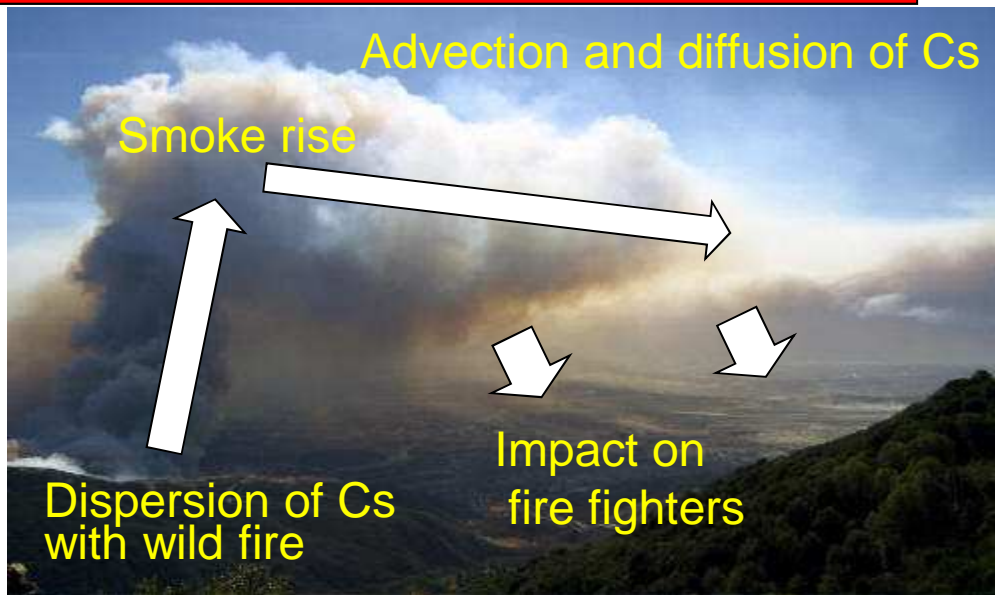 Advection and diffusion of Cs
Smoke rise
Impact on
fire fighters
Dispersion of Cs
with wild fire